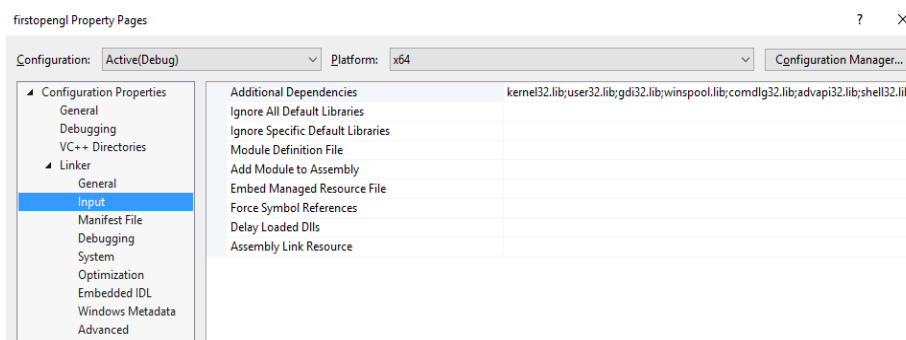 firstopengl Property Pages
? ×
Configuration: Active(Debug) Platform: x64 Configuration Manager...
Configuration Properties
General
Debugging
VC++ Directories
Linker
General
Input
Manifest File
Debugging
System
Optimization
Embedded IDL
Windows Metadata
Advanced
Additional Dependencies kernel32.lib;user32.lib;gdi32.lib;winspool.lib;comdlg32.lib;advapi32.lib;shell32.li
Ignore All Default Libraries
Ignore Specific Default Libraries
Module Definition File
Add Module to Assembly
Embed Managed Resource File
Force Symbol References
Delay Loaded Dlls
Assembly Link Resource